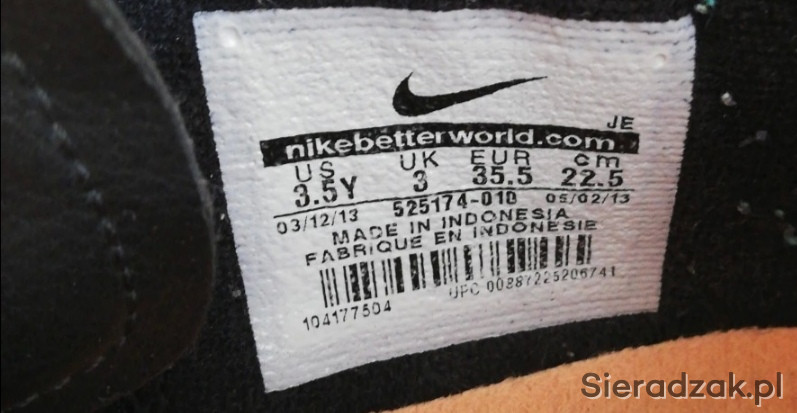 JE
nikebetterworld.com
US UK EUR cm
3.5Y 3 35.5 22.5
03/12/13 525174-010 05/02/13
MADE IN INDONESIA
FABRIQUE EN INDONESIE
104177504 UPC 00887225206741
Sieradzak.pl